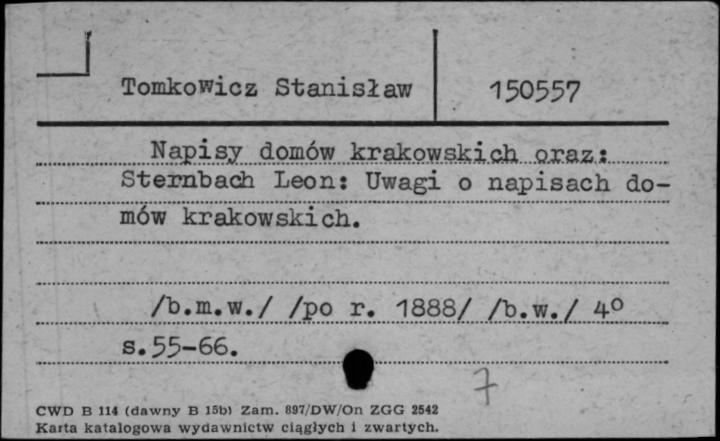 Tomkowicz Stanisław 150557
Napisy domów krakowskich oraz:
Sternbach Leon: Uwagi o napisach do-
mów krakowskich.
/b.m.w./ /po r. 1888/ /b.w./ 4º
s.55-66.
7
CWD B 114 (dawny B 15b) Zam. 897/DW/On ZGG 2542
Karta katalogowa wydawnictw ciągłych i zwartych.